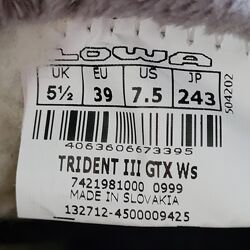 LOWA
UK EU US JP
5½ 39 7.5 243
504202
4063606673395
TRIDENT III GTX Ws
7421981000 0999
MADE IN SLOVAKIA
132712-4500009425